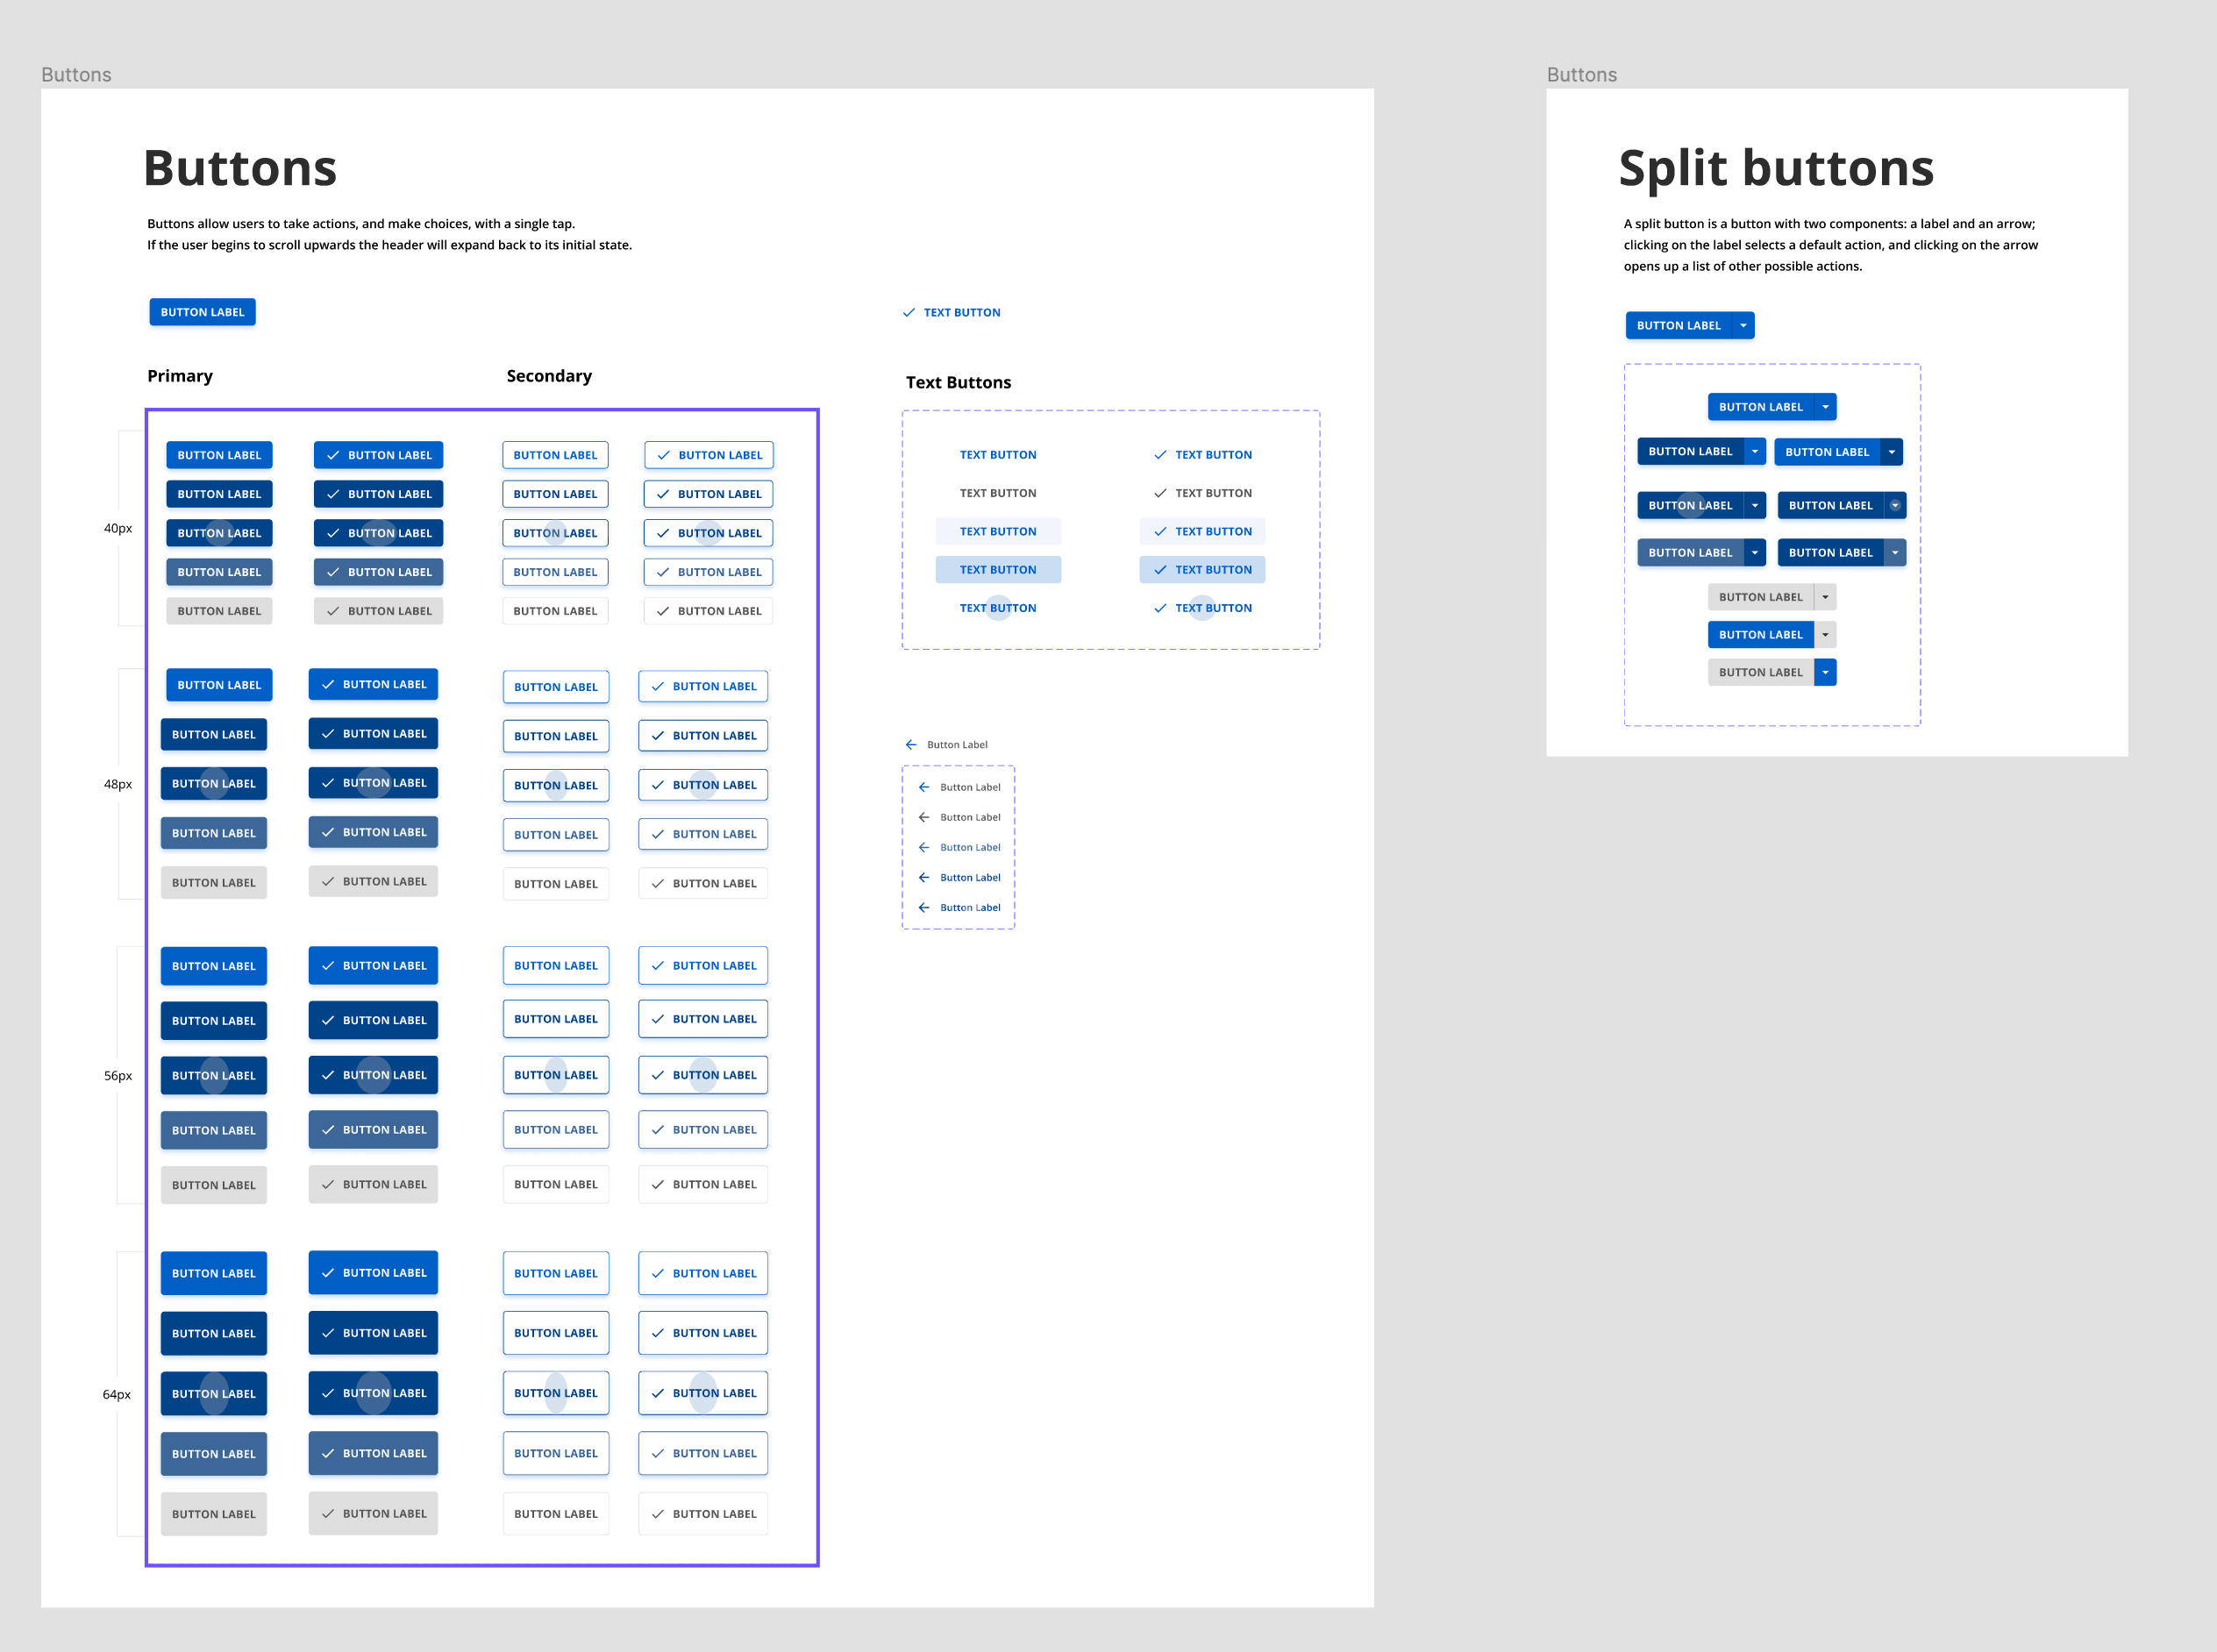 Buttons
Buttons
Buttons allow users to take actions, and make choices, with a single tap.
If the user begins to scroll upwards the header will expand back to its initial state.
BUTTON LABEL
TEXT BUTTON
Primary
Secondary
Text Buttons
40px
BUTTON LABEL BUTTON LABEL BUTTON LABEL BUTTON LABEL
BUTTON LABEL BUTTON LABEL BUTTON LABEL BUTTON LABEL
BUTTON LABEL BUTTON LABEL BUTTON LABEL BUTTON LABEL
BUTTON LABEL BUTTON LABEL BUTTON LABEL BUTTON LABEL
BUTTON LABEL BUTTON LABEL BUTTON LABEL BUTTON LABEL
48px
BUTTON LABEL BUTTON LABEL BUTTON LABEL BUTTON LABEL
BUTTON LABEL BUTTON LABEL BUTTON LABEL BUTTON LABEL
BUTTON LABEL BUTTON LABEL BUTTON LABEL BUTTON LABEL
BUTTON LABEL BUTTON LABEL BUTTON LABEL BUTTON LABEL
BUTTON LABEL BUTTON LABEL BUTTON LABEL BUTTON LABEL
56px
BUTTON LABEL BUTTON LABEL BUTTON LABEL BUTTON LABEL
BUTTON LABEL BUTTON LABEL BUTTON LABEL BUTTON LABEL
BUTTON LABEL BUTTON LABEL BUTTON LABEL BUTTON LABEL
BUTTON LABEL BUTTON LABEL BUTTON LABEL BUTTON LABEL
BUTTON LABEL BUTTON LABEL BUTTON LABEL BUTTON LABEL
64px
BUTTON LABEL BUTTON LABEL BUTTON LABEL BUTTON LABEL
BUTTON LABEL BUTTON LABEL BUTTON LABEL BUTTON LABEL
BUTTON LABEL BUTTON LABEL BUTTON LABEL BUTTON LABEL
BUTTON LABEL BUTTON LABEL BUTTON LABEL BUTTON LABEL
BUTTON LABEL BUTTON LABEL BUTTON LABEL BUTTON LABEL
TEXT BUTTON TEXT BUTTON
TEXT BUTTON TEXT BUTTON
TEXT BUTTON TEXT BUTTON
TEXT BUTTON TEXT BUTTON
TEXT BUTTON TEXT BUTTON
Button Label
Button Label
Button Label
Button Label
Button Label
Button Label
Buttons
Split buttons
A split button is a button with two components: a label and an arrow;
clicking on the label selects a default action, and clicking on the arrow
opens up a list of other possible actions.
BUTTON LABEL
BUTTON LABEL
BUTTON LABEL BUTTON LABEL
BUTTON LABEL BUTTON LABEL
BUTTON LABEL BUTTON LABEL
BUTTON LABEL
BUTTON LABEL
BUTTON LABEL